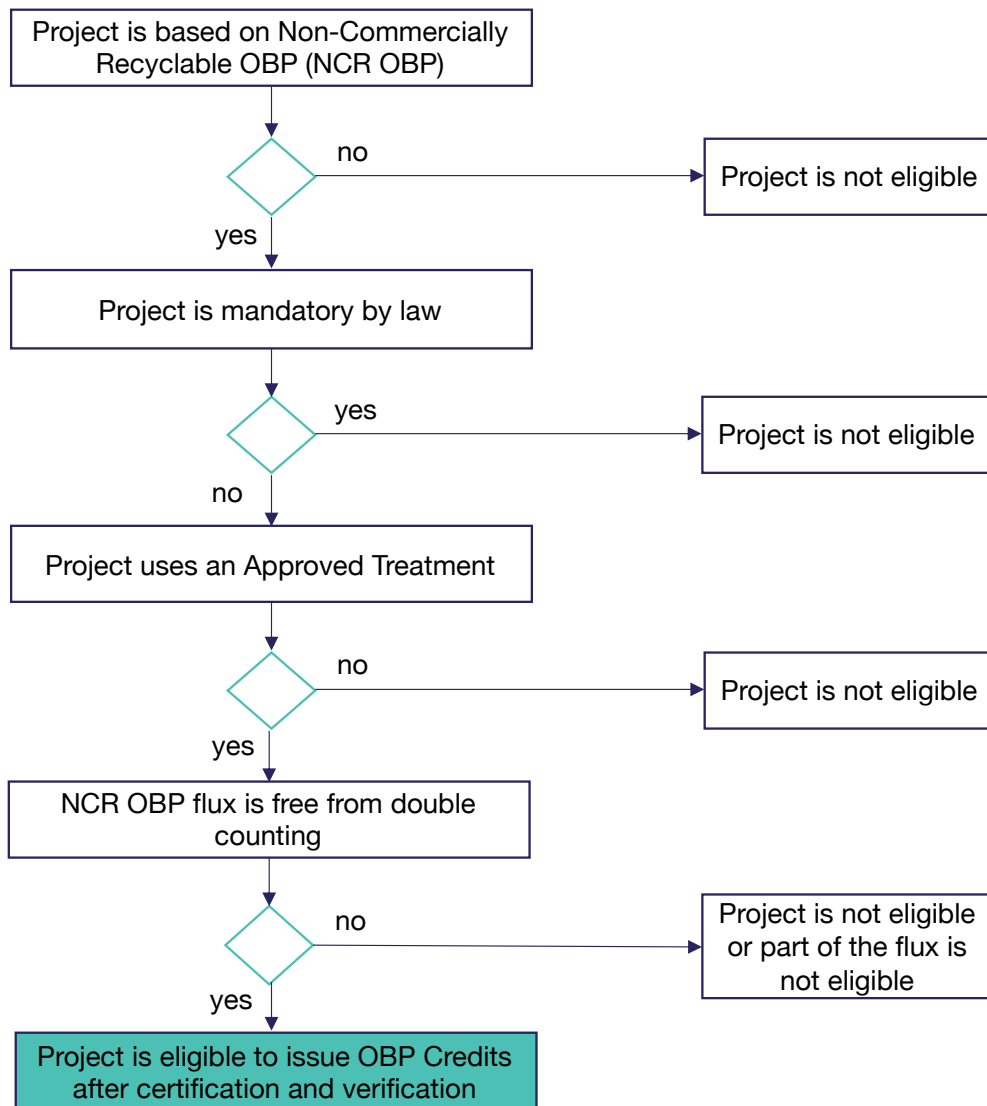 Project is based on Non-Commercially
Recyclable OBP (NCR OBP)
no
Project is not eligible
yes
Project is mandatory by law
yes
Project is not eligible
no
Project uses an Approved Treatment
no
Project is not eligible
yes
NCR OBP flux is free from double
counting
no
Project is not eligible
or part of the flux is
not eligible
yes
Project is eligible to issue OBP Credits
after certification and verification